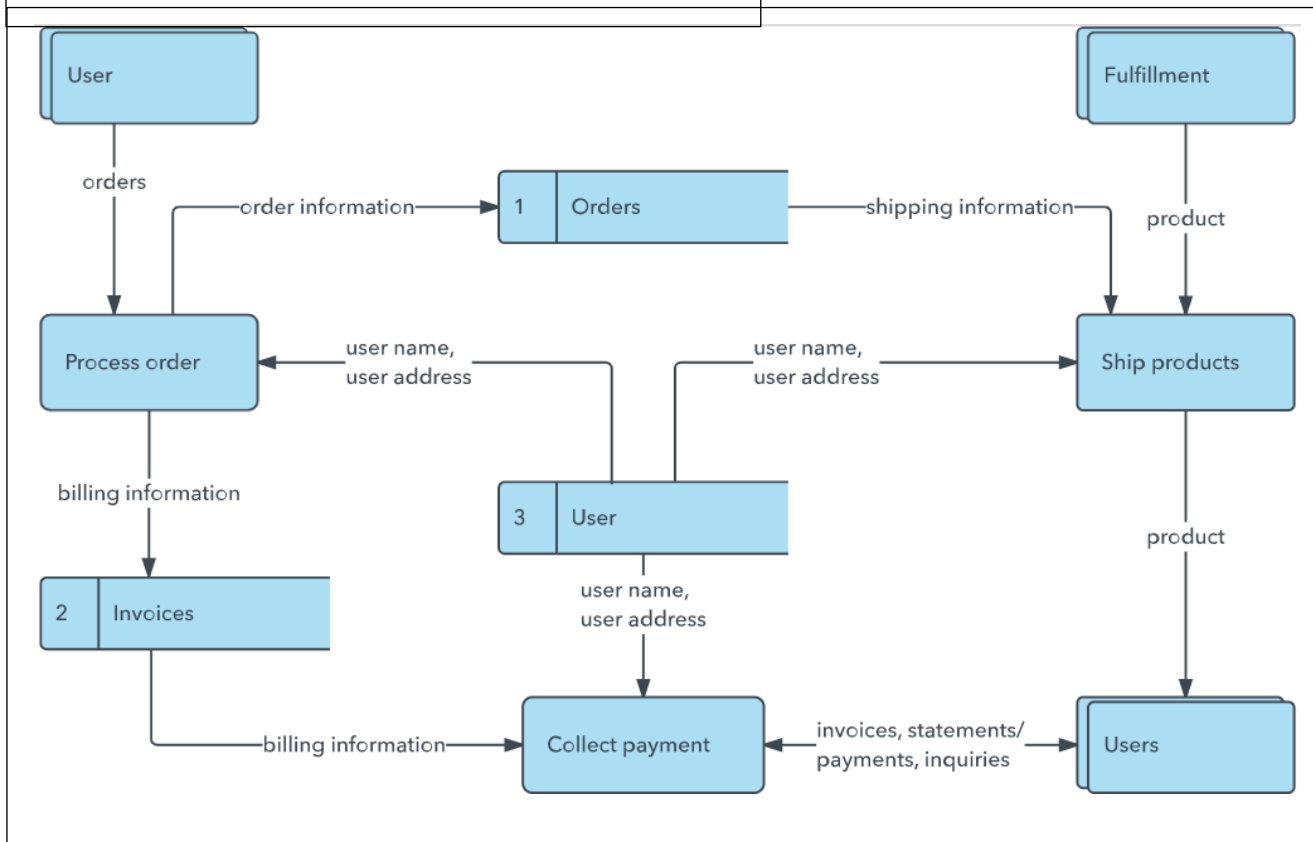 User
Fulfillment
orders
order information
1 Orders
shipping information
product
Process order
user name,
user address
user name,
user address
Ship products
billing information
3 User
product
user name,
user address
2 Invoices
billing information
Collect payment
invoices, statements/
payments, inquiries
Users